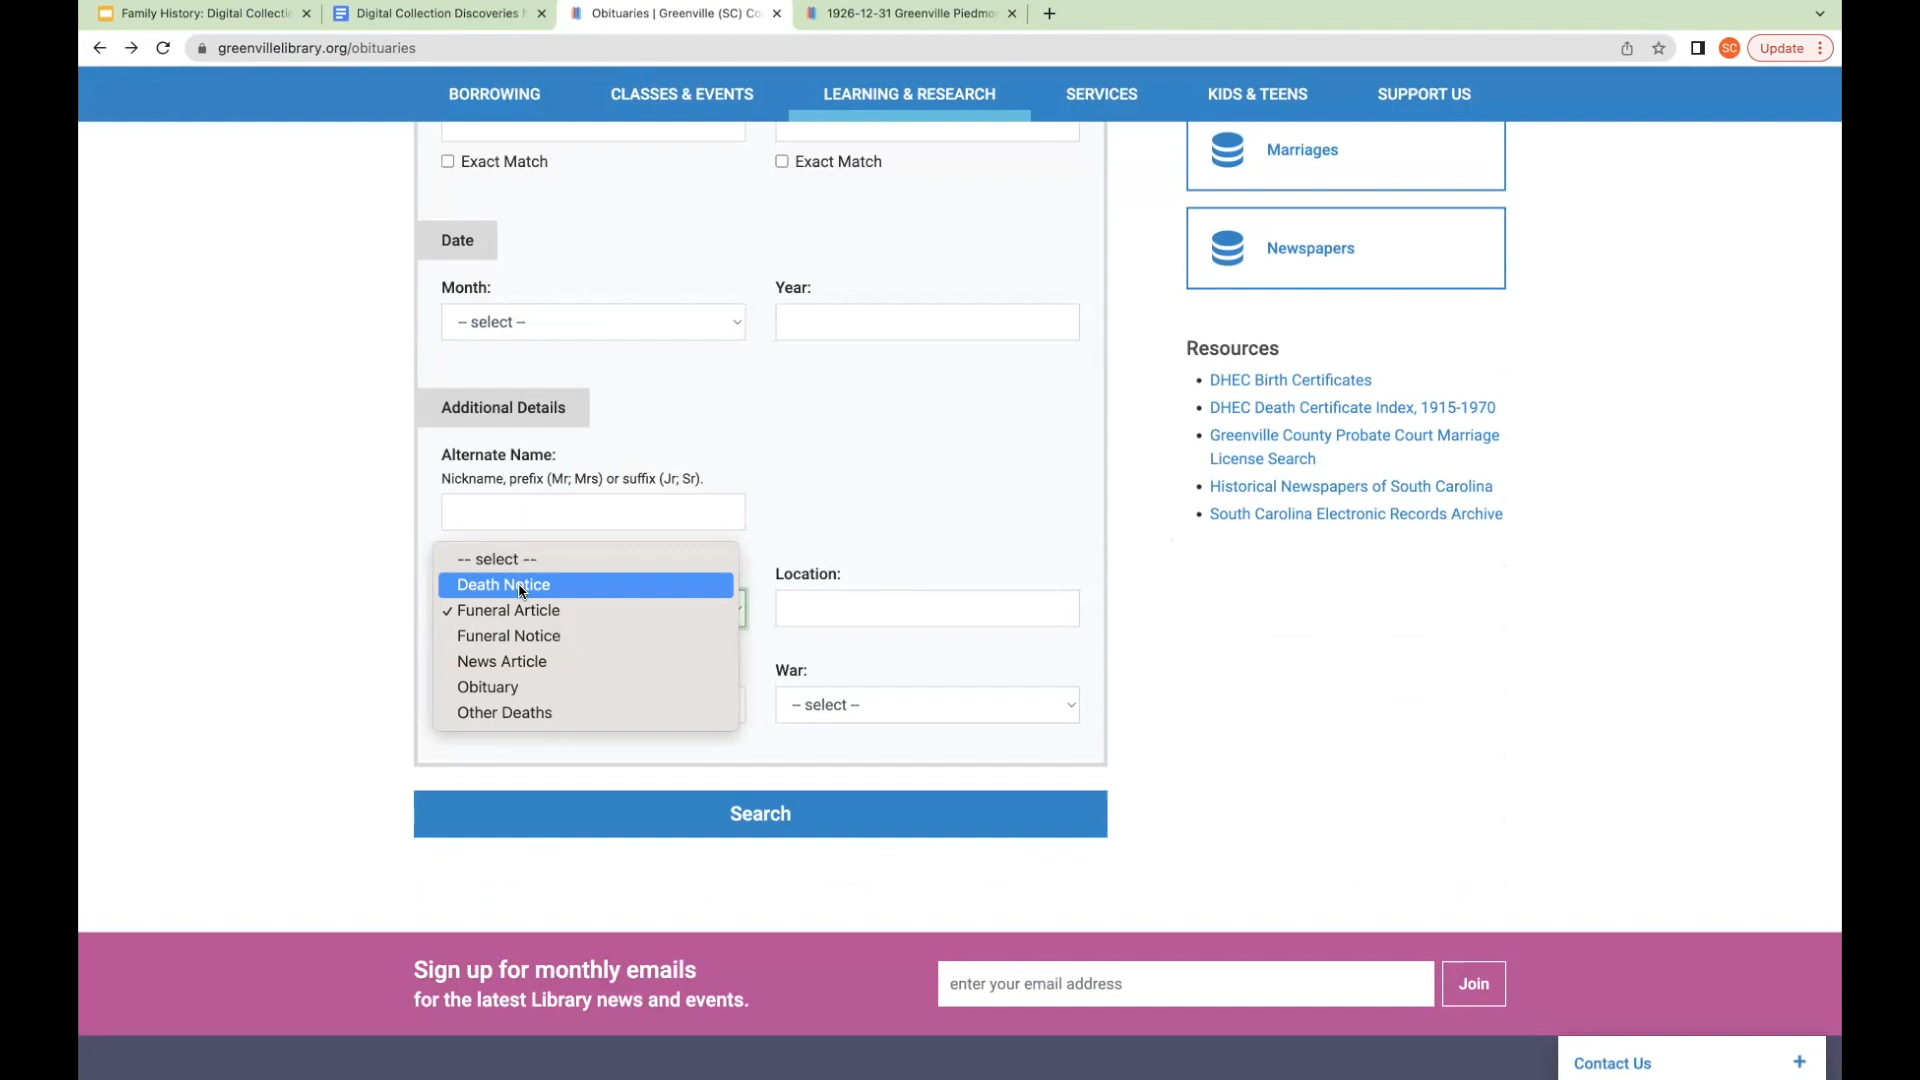 Family History: Digital Collecti
Digital Collection Discoveries
Obituaries | Greenville (SC) Co
1926-12-31 Greenville Piedmo
greenvillelibrary.org/obituaries
SC
Update
BORROWING
CLASSES & EVENTS
LEARNING & RESEARCH
SERVICES
KIDS & TEENS
SUPPORT US
Exact Match
Exact Match
Date
Month:
Year:
-- select --
Additional Details
Alternate Name:
Nickname, prefix (Mr; Mrs) or suffix (Jr; Sr).
-- select --
Death Notice
✓ Funeral Article
Funeral Notice
News Article
Obituary
Other Deaths
Location:
War:
-- select --
Search
Marriages
Newspapers
Resources
• DHEC Birth Certificates
• DHEC Death Certificate Index, 1915-1970
• Greenville County Probate Court Marriage
License Search
• Historical Newspapers of South Carolina
• South Carolina Electronic Records Archive
Sign up for monthly emails
for the latest Library news and events.
enter your email address
Join
Contact Us +